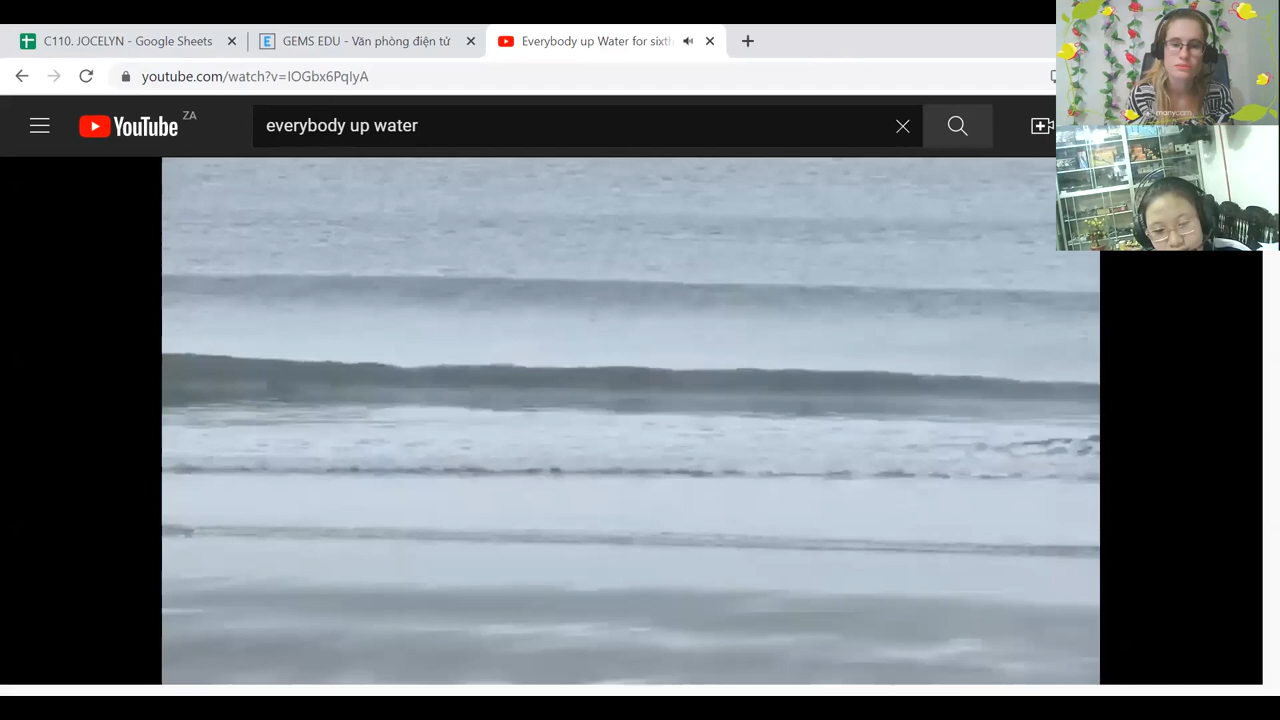 C110. JOCELYN - Google Sheets
GEMS EDU - Văn phòng điện tử
Everybody up Water for sixth
youtube.com/watch?v=IOGbx6PqIyA
YouTube ZA
everybody up water
manycam